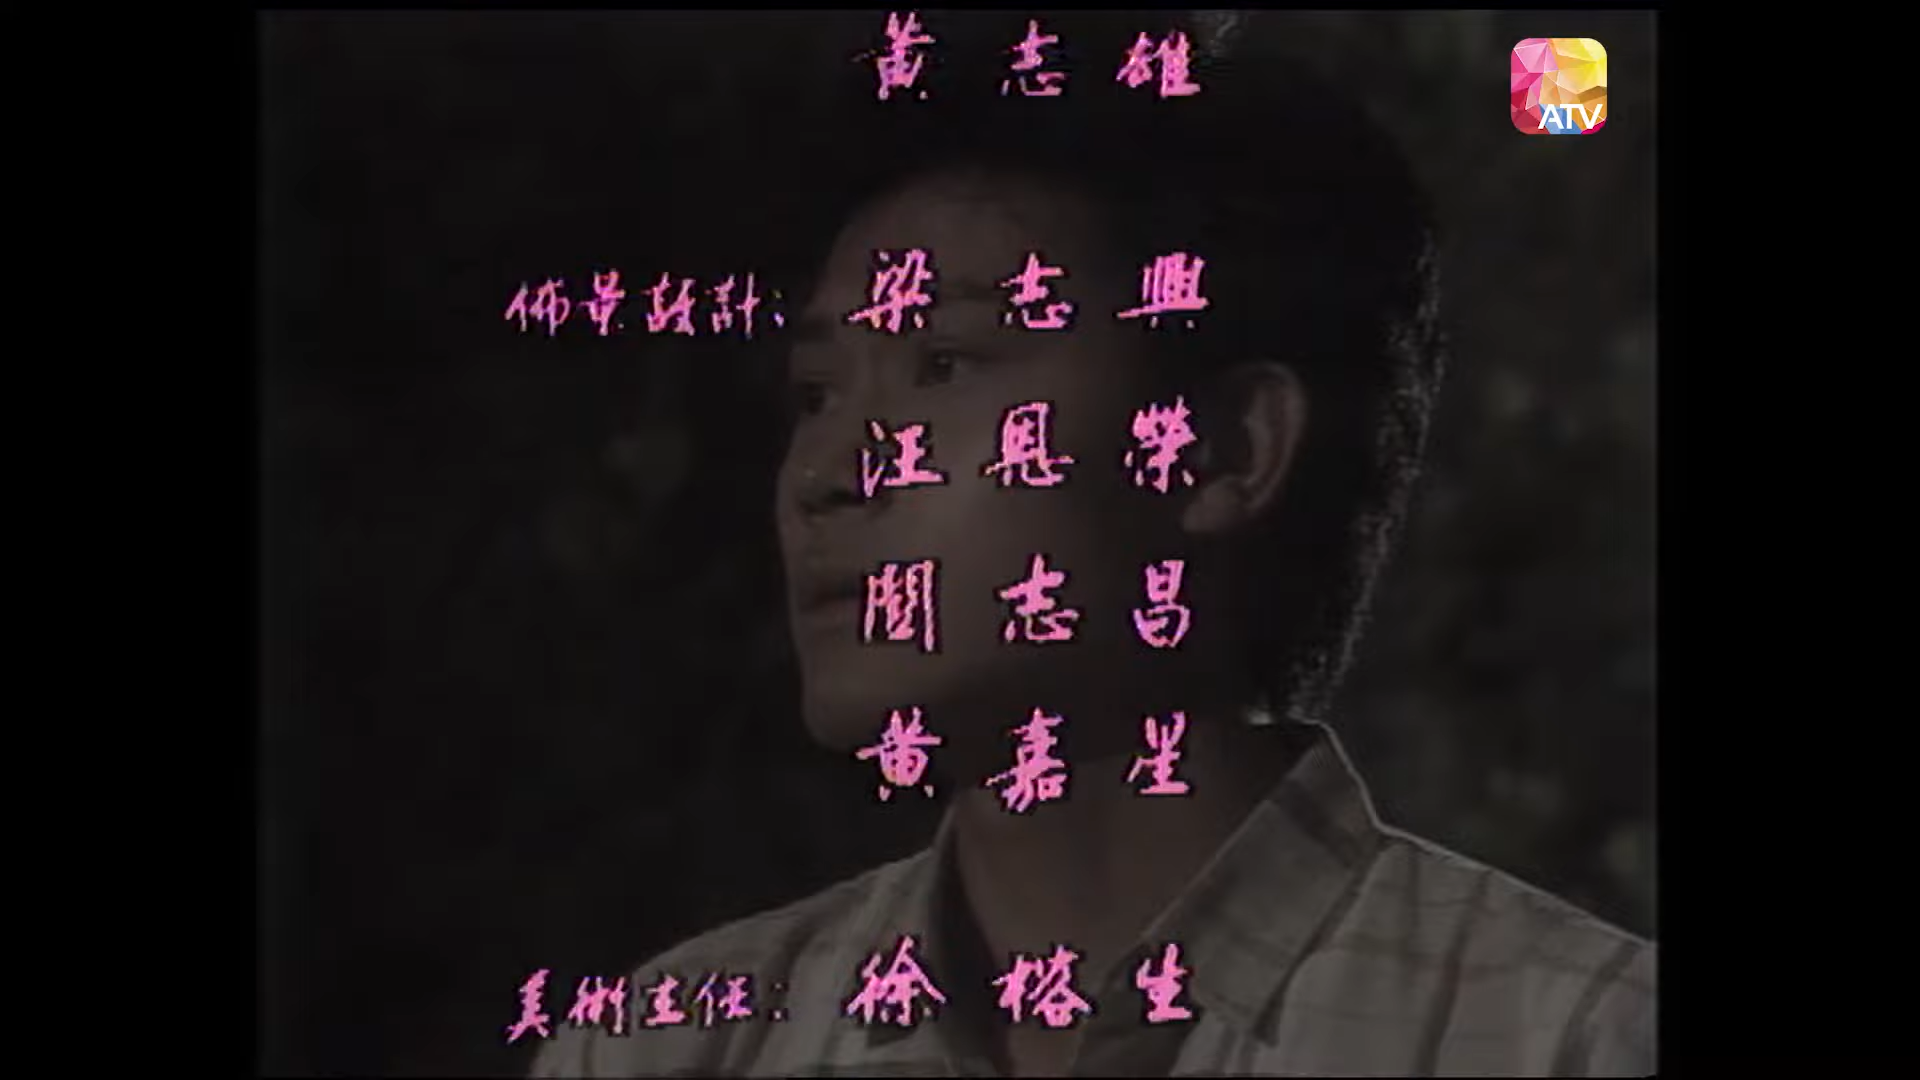 黃志雄
ATV
佈景設計：梁志興
汪恩榮
關志昌
黃嘉星
美術主任：徐榕生